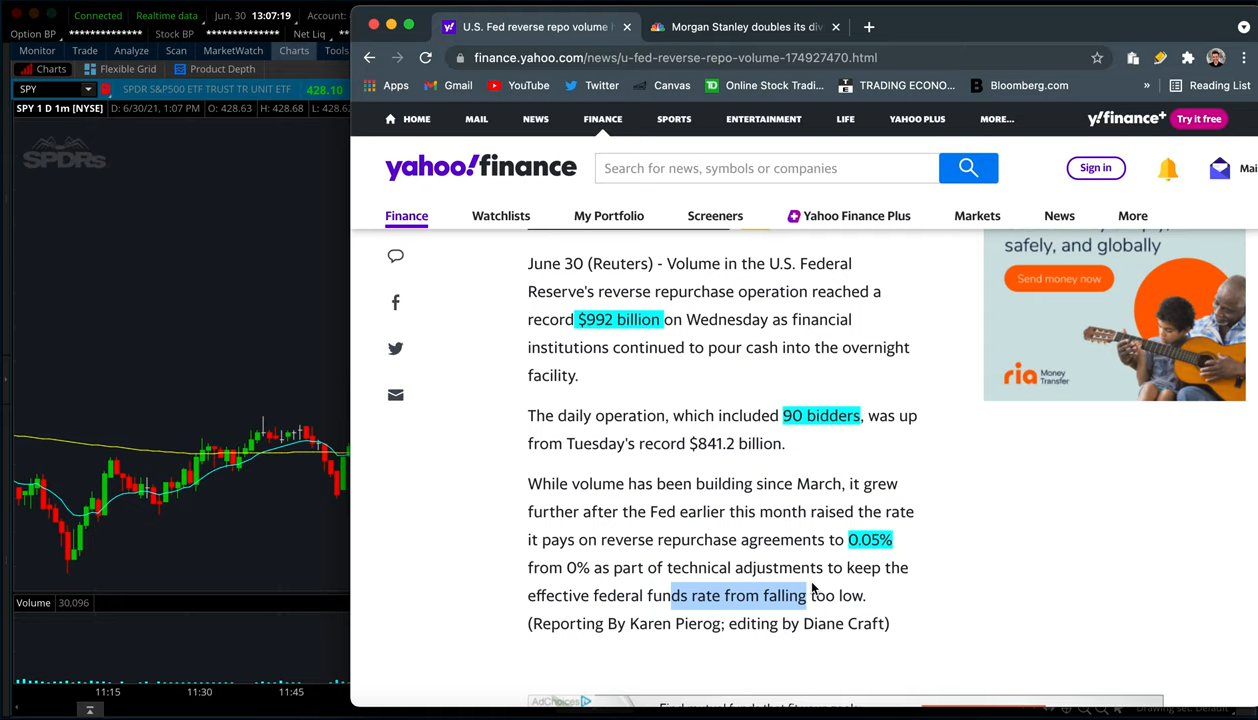 Connected Realtime data Jun. 30 13:07:19 Account:
Option BP ************** Stock BP ************** Net Liq
Monitor Trade Analyze Scan MarketWatch Charts Tools
Charts Flexible Grid Product Depth
SPY SPDR S&P500 ETF TRUST TR UNIT ETF 428.10
SPY 1 D 1m [NYSE] D: 6/30/21, 1:07 PM O: 428.63 H: 428.68 L: 428.6
SPDRs
Volume 30,096
11:15 11:30 11:45
U.S. Fed reverse repo volume h
Morgan Stanley doubles its div
finance.yahoo.com/news/u-fed-reverse-repo-volume-174927470.html
Apps Gmail YouTube Twitter Canvas Online Stock Tradi... TRADING ECONO... Bloomberg.com » Reading List
HOME MAIL NEWS FINANCE SPORTS ENTERTAINMENT LIFE YAHOO PLUS MORE... y!finance+ Try it free
yahoo!finance Search for news, symbols or companies Sign in Mai
Finance Watchlists My Portfolio Screeners Yahoo Finance Plus Markets News More
June 30 (Reuters) - Volume in the U.S. Federal
Reserve's reverse repurchase operation reached a
record $992 billion on Wednesday as financial
institutions continued to pour cash into the overnight
facility.
The daily operation, which included 90 bidders, was up
from Tuesday's record $841.2 billion.
While volume has been building since March, it grew
further after the Fed earlier this month raised the rate
it pays on reverse repurchase agreements to 0.05%
from 0% as part of technical adjustments to keep the
effective federal funds rate from falling too low.
(Reporting By Karen Pierog; editing by Diane Craft)
safely, and globally
Send money now
ria Money
Transfer
AdChoices
Drawing set: Default